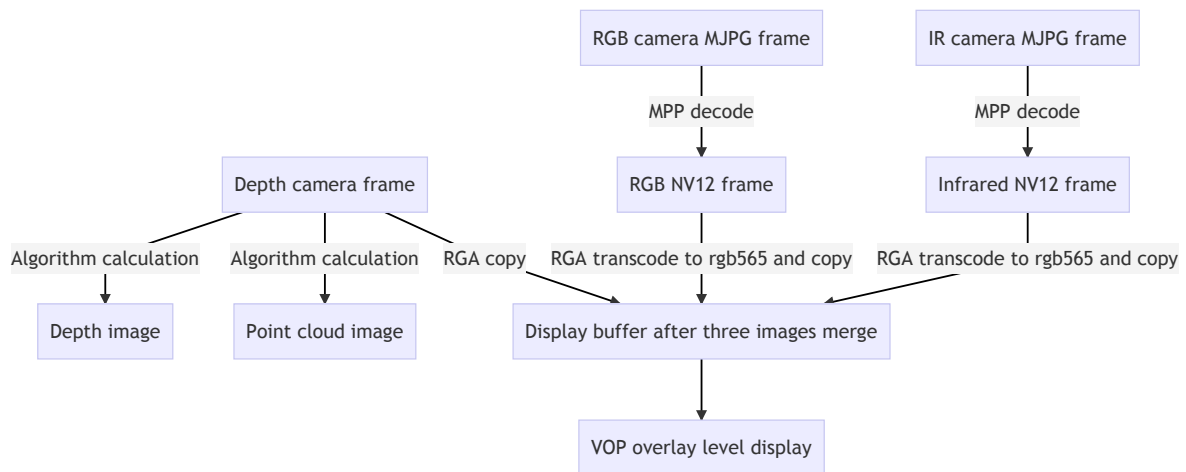 RGB camera MJPG frame
IR camera MJPG frame
MPP decode
MPP decode
Depth camera frame
RGB NV12 frame
Infrared NV12 frame
Algorithm calculation
Algorithm calculation
RGA copy
RGA transcode to rgb565 and copy
RGA transcode to rgb565 and copy
Depth image
Point cloud image
Display buffer after three images merge
VOP overlay level display